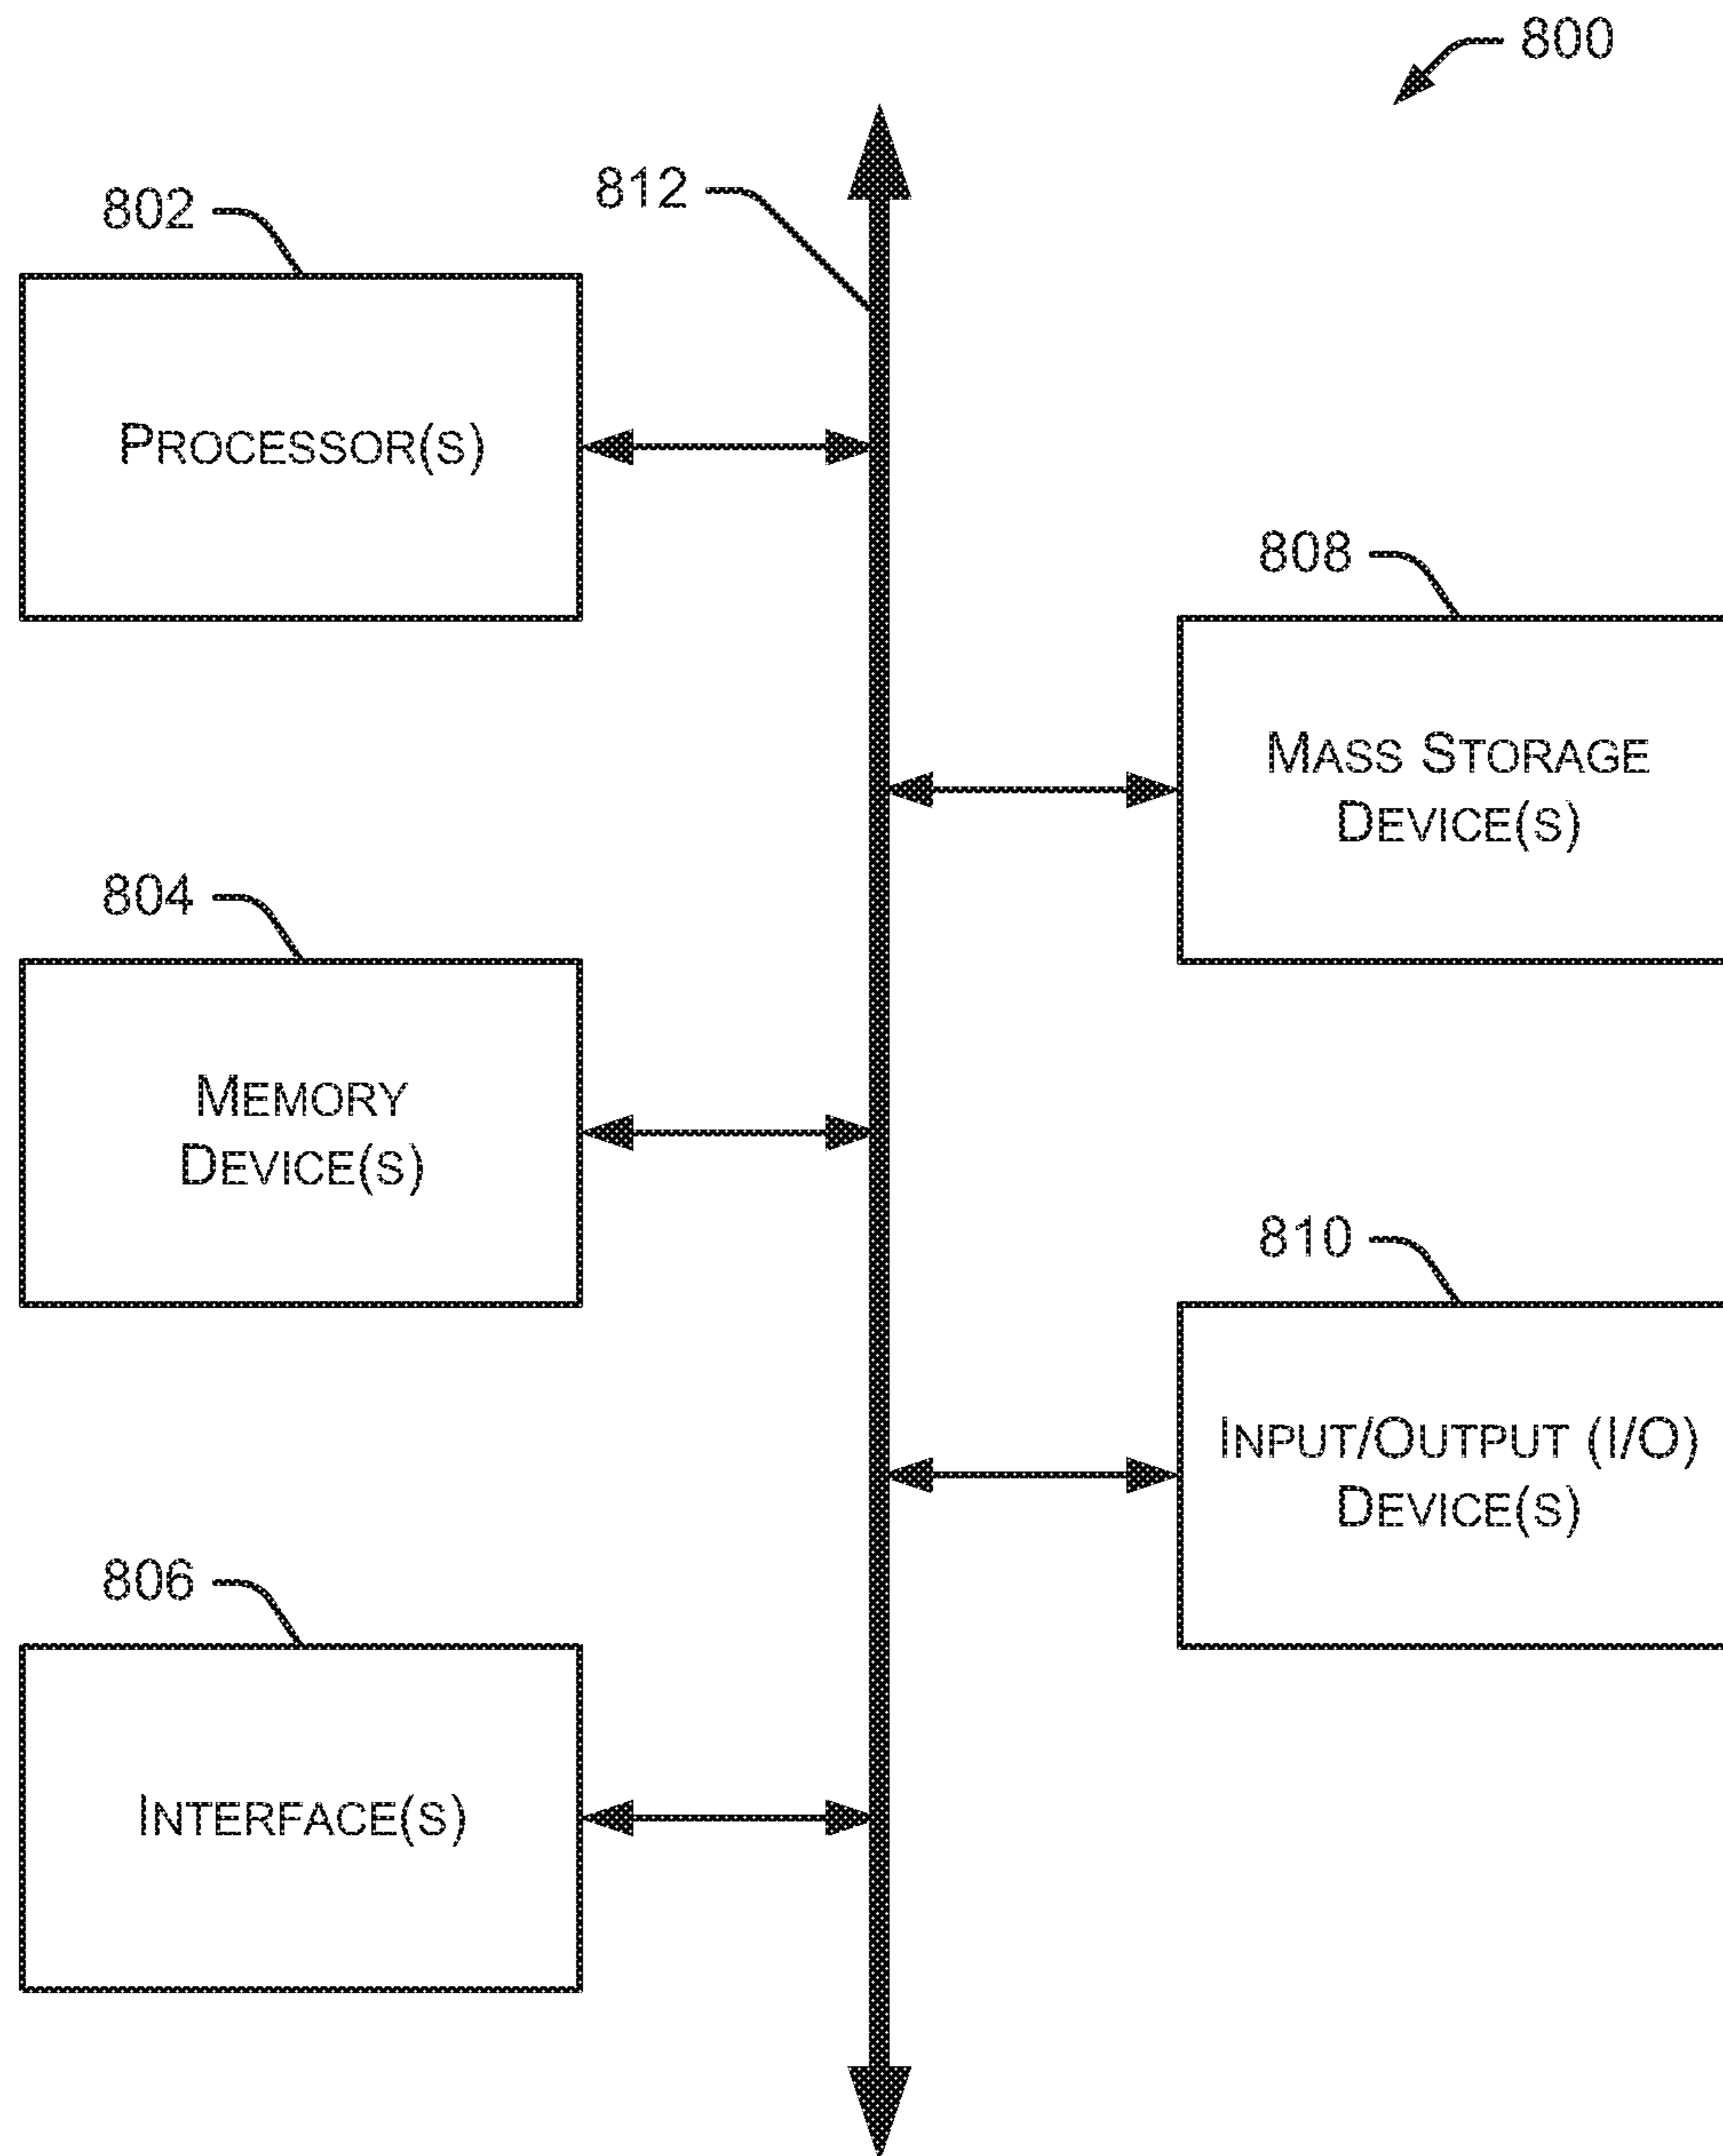 800
802
812
PROCESSOR(S)
808
MASS STORAGE
DEVICE(S)
804
MEMORY
DEVICE(S)
810
INPUT/OUTPUT (I/O)
DEVICE(S)
806
INTERFACE(S)